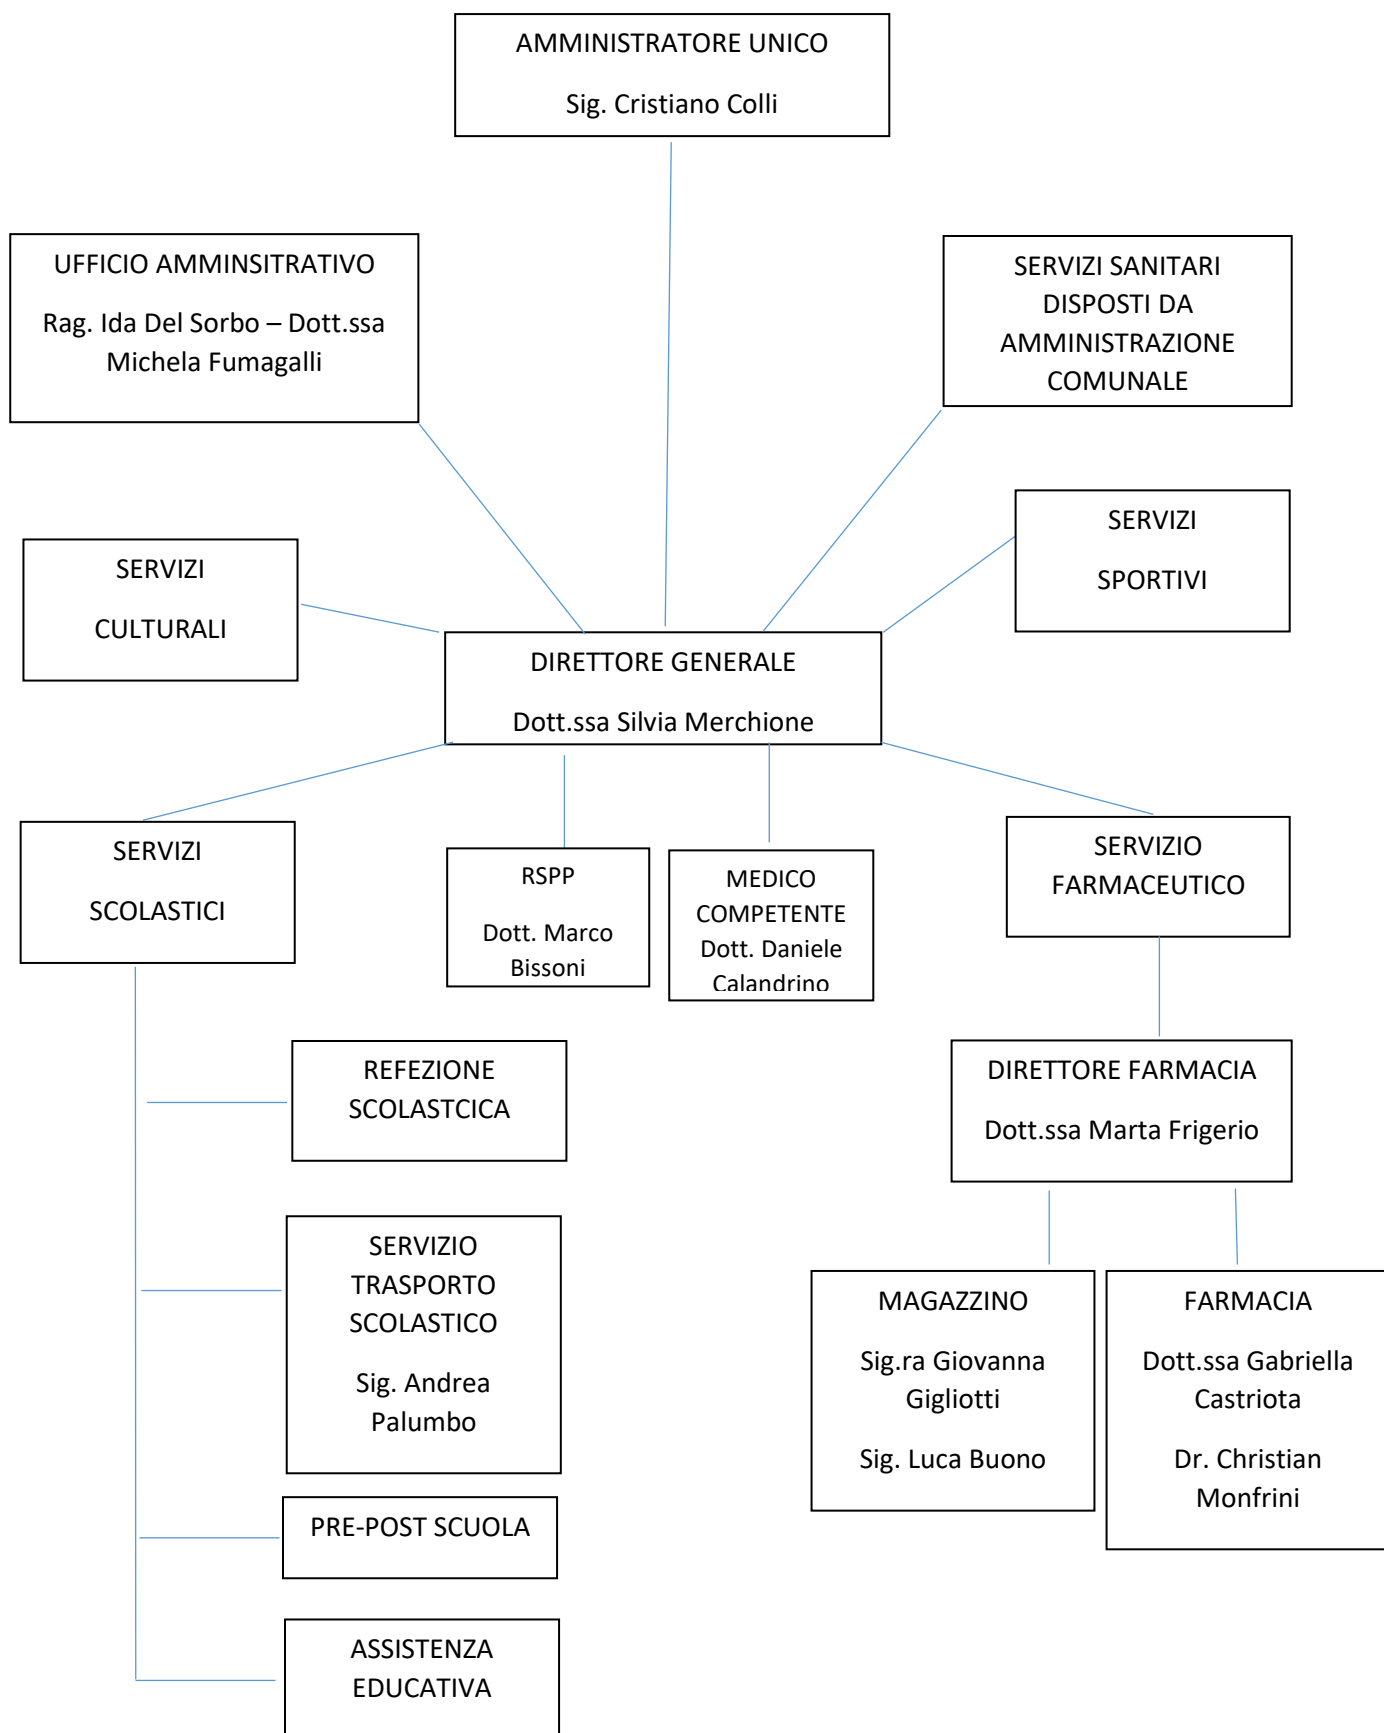 AMMINISTRATORE UNICO
Sig. Cristiano Colli
UFFICIO AMMINSITRATIVO
Rag. Ida Del Sorbo – Dott.ssa
Michela Fumagalli
SERVIZI SANITARI
DISPOSTI DA
AMMINISTRAZIONE
COMUNALE
SERVIZI
CULTURALI
SERVIZI
SPORTIVI
DIRETTORE GENERALE
Dott.ssa Silvia Merchione
SERVIZI
SCOLASTICI
RSPP
Dott. Marco
Bissoni
MEDICO
COMPETENTE
Dott. Daniele
Calandrino
SERVIZIO
FARMACEUTICO
REFEZIONE
SCOLASTCICA
DIRETTORE FARMACIA
Dott.ssa Marta Frigerio
SERVIZIO
TRASPORTO
SCOLASTICO
Sig. Andrea
Palumbo
MAGAZZINO
Sig.ra Giovanna
Gigliotti
Sig. Luca Buono
FARMACIA
Dott.ssa Gabriella
Castriota
Dr. Christian
Monfrini
PRE-POST SCUOLA
ASSISTENZA
EDUCATIVA